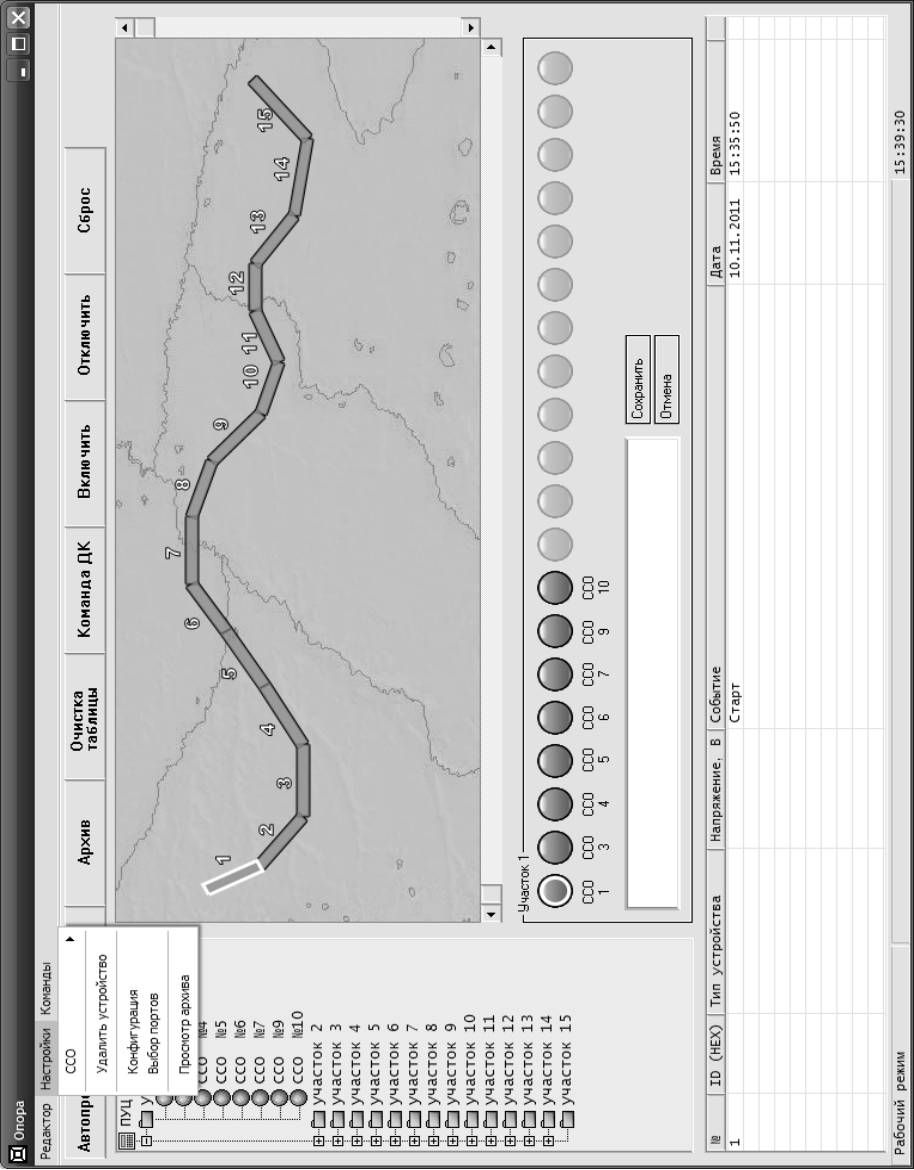 Опора
Редактор Настройки Команды
ССО
Удалить устройство
Конфигурация
Выбор портов
Просмотр архива
Архив
Очистка
таблицы
Команда ДК
Включить
Отключить
Сброс
ПУЦ
№4
ССО №5
ССО №6
ССО №7
ССО №9
ССО №10
участок 2
участок 3
участок 4
участок 5
участок 6
участок 7
участок 8
участок 9
участок 10
участок 11
участок 12
участок 13
участок 14
участок 15
1
2
3
4
5
6
7
8
9
10
11
12
13
14
15
Участок 1
ССО ССО ССО ССО ССО ССО ССО ССО
1 3 4 5 6 7 9 10
Сохранить
Отмена
№ ID (HEX) Тип устройства Напряжение, В Событие Дата Время
1 Старт 10.11.2011 15:35:50
Рабочий режим 15:39:30